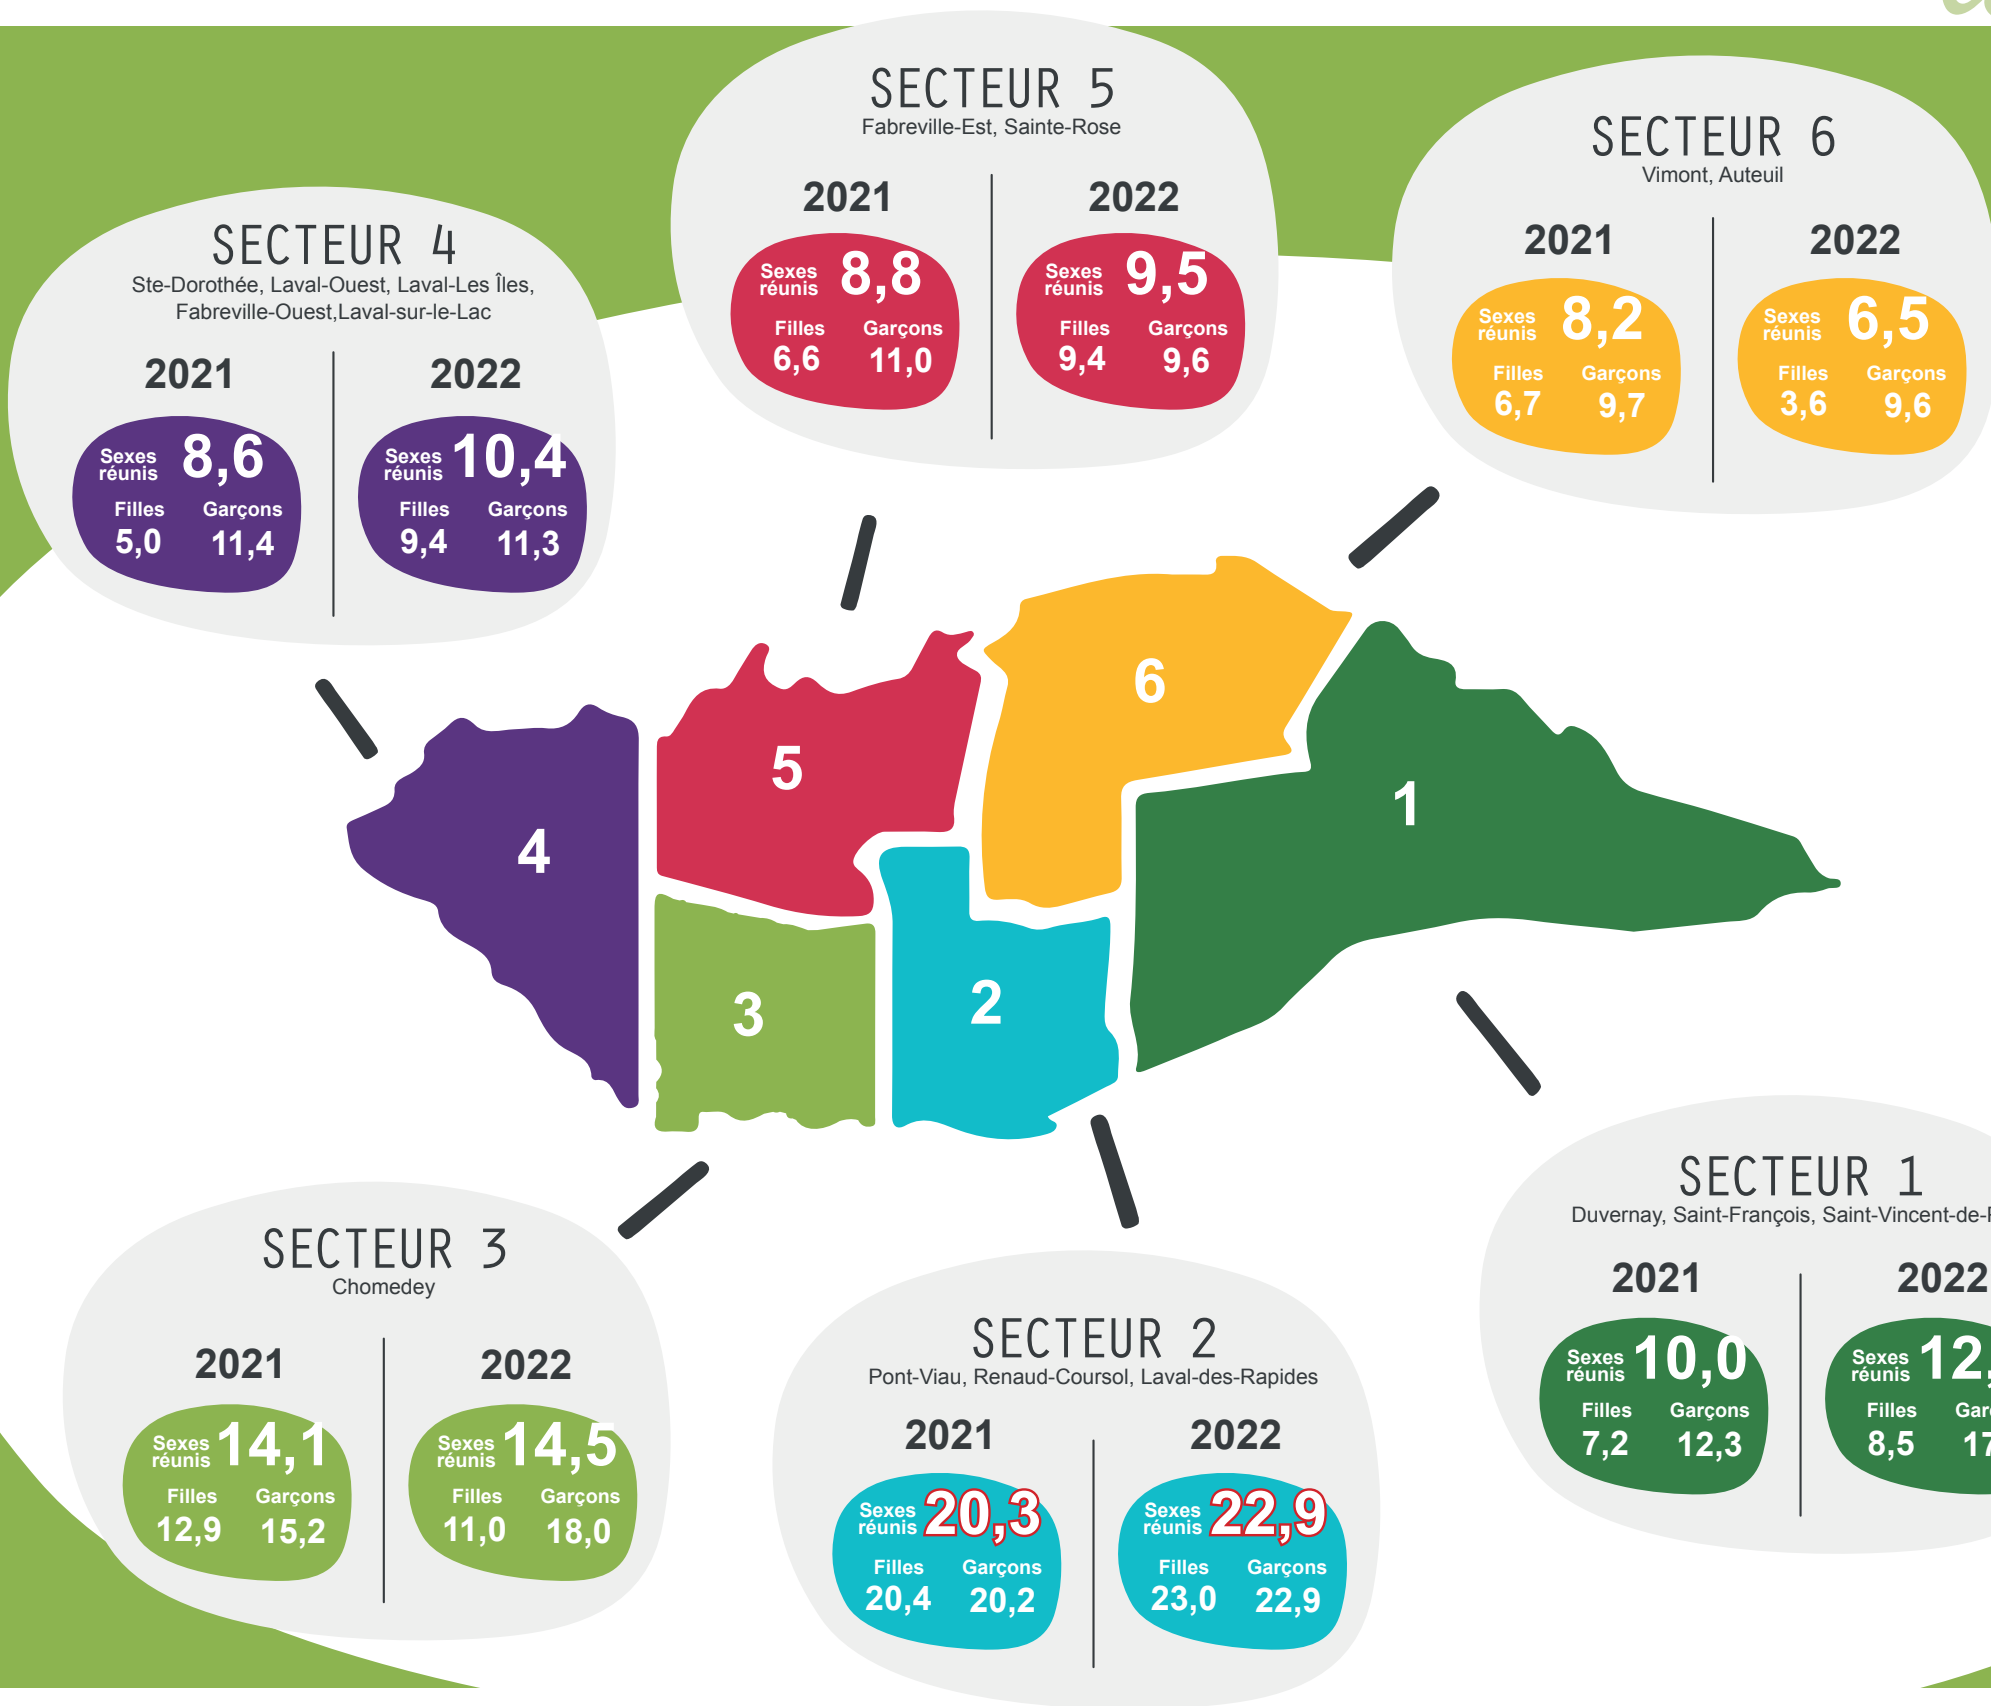 SECTEUR 5
Fabreville-Est, Sainte-Rose
2021 2022
Sexes réunis 8,8
Filles Garçons
6,6 11,0
Sexes réunis 9,5
Filles Garçons
9,4 9,6
SECTEUR 6
Vimont, Auteuil
2021 2022
Sexes réunis 8,2
Filles Garçons
6,7 9,7
Sexes réunis 6,5
Filles Garçons
3,6 9,6
SECTEUR 4
Ste-Dorothée, Laval-Ouest, Laval-Les Îles,
Fabreville-Ouest,Laval-sur-le-Lac
2021 2022
Sexes réunis 8,6
Filles Garçons
5,0 11,4
Sexes réunis 10,4
Filles Garçons
9,4 11,3
6
5
1
4
3
2
SECTEUR 3
Chomedey
2021 2022
Sexes réunis 14,1
Filles Garçons
12,9 15,2
Sexes réunis 14,5
Filles Garçons
11,0 18,0
SECTEUR 2
Pont-Viau, Renaud-Coursol, Laval-des-Rapides
2021 2022
Sexes réunis 20,3
Filles Garçons
20,4 20,2
Sexes réunis 22,9
Filles Garçons
23,0 22,9
SECTEUR 1
Duvernay, Saint-François, Saint-Vincent-de-
2021 2022
Sexes réunis 10,0
Filles Garçons
7,2 12,3
Sexes réunis 12,
Filles Gar
8,5 17